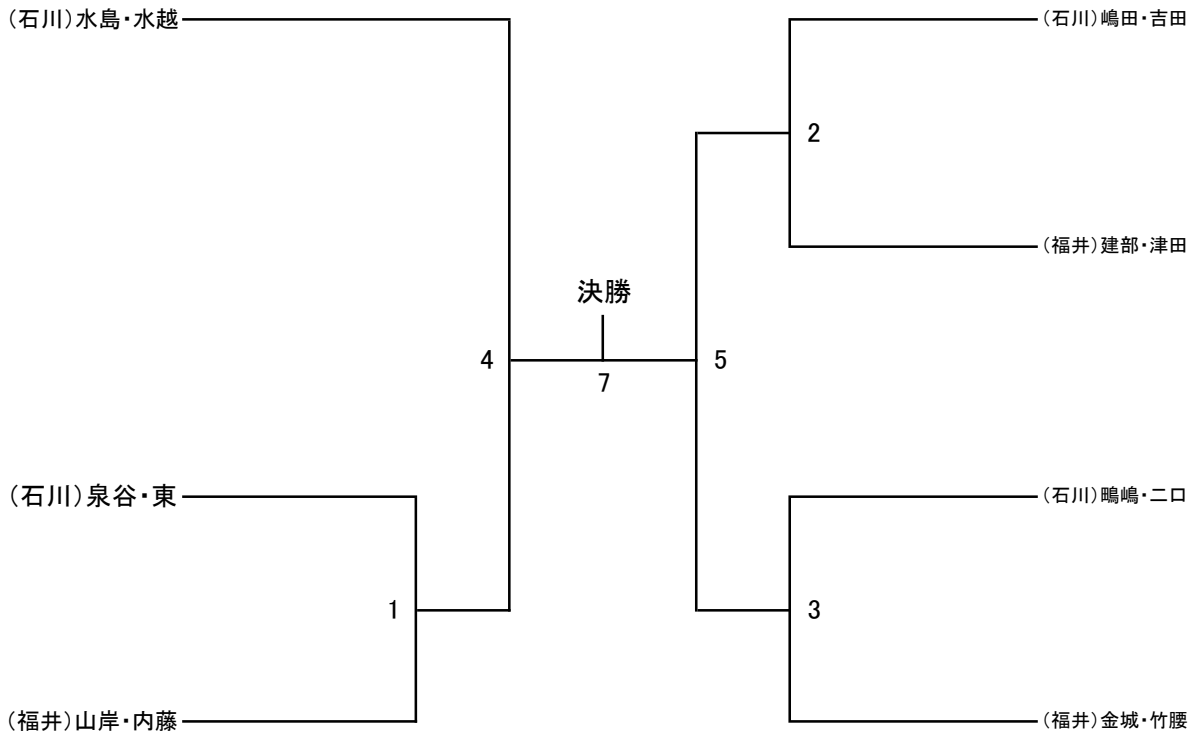 (石川)水島・水越
(石川)嶋田・吉田
2
(福井)建部・津田
決勝
4
5
7
(石川)泉谷・東
(石川)鴫嶋・二口
1
3
(福井)山岸・内藤
(福井)金城・竹腰